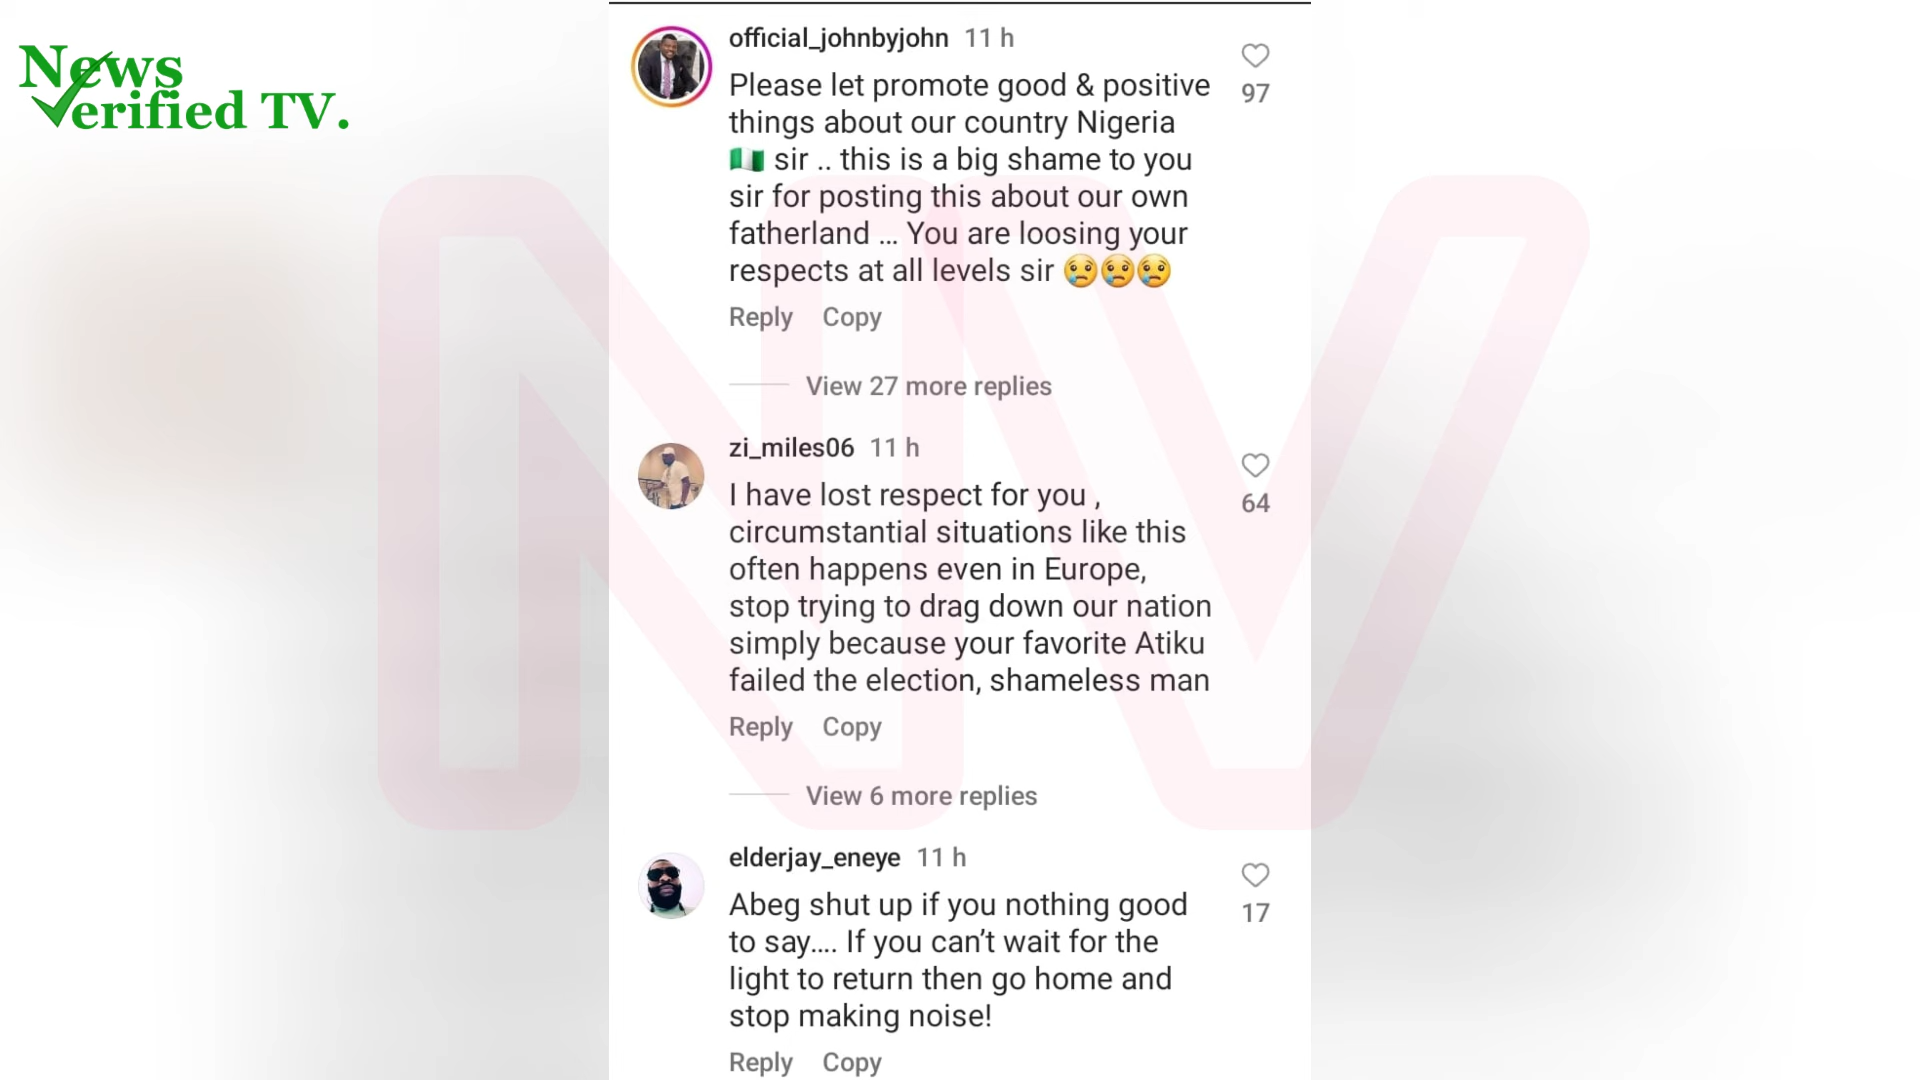 News
Verified TV.
official_johnbyjohn 11 h
Please let promote good & positive
things about our country Nigeria
🇳🇬 sir .. this is a big shame to you
sir for posting this about our own
fatherland ... You are loosing your
respects at all levels sir 😢😢😢
97
Reply Copy
View 27 more replies
zi_miles06 11 h
I have lost respect for you ,
circumstantial situations like this
often happens even in Europe,
stop trying to drag down our nation
simply because your favorite Atiku
failed the election, shameless man
64
Reply Copy
View 6 more replies
elderjay_eneye 11 h
Abeg shut up if you nothing good
to say.... If you can’t wait for the
light to return then go home and
stop making noise!
17
Reply Copy
NV